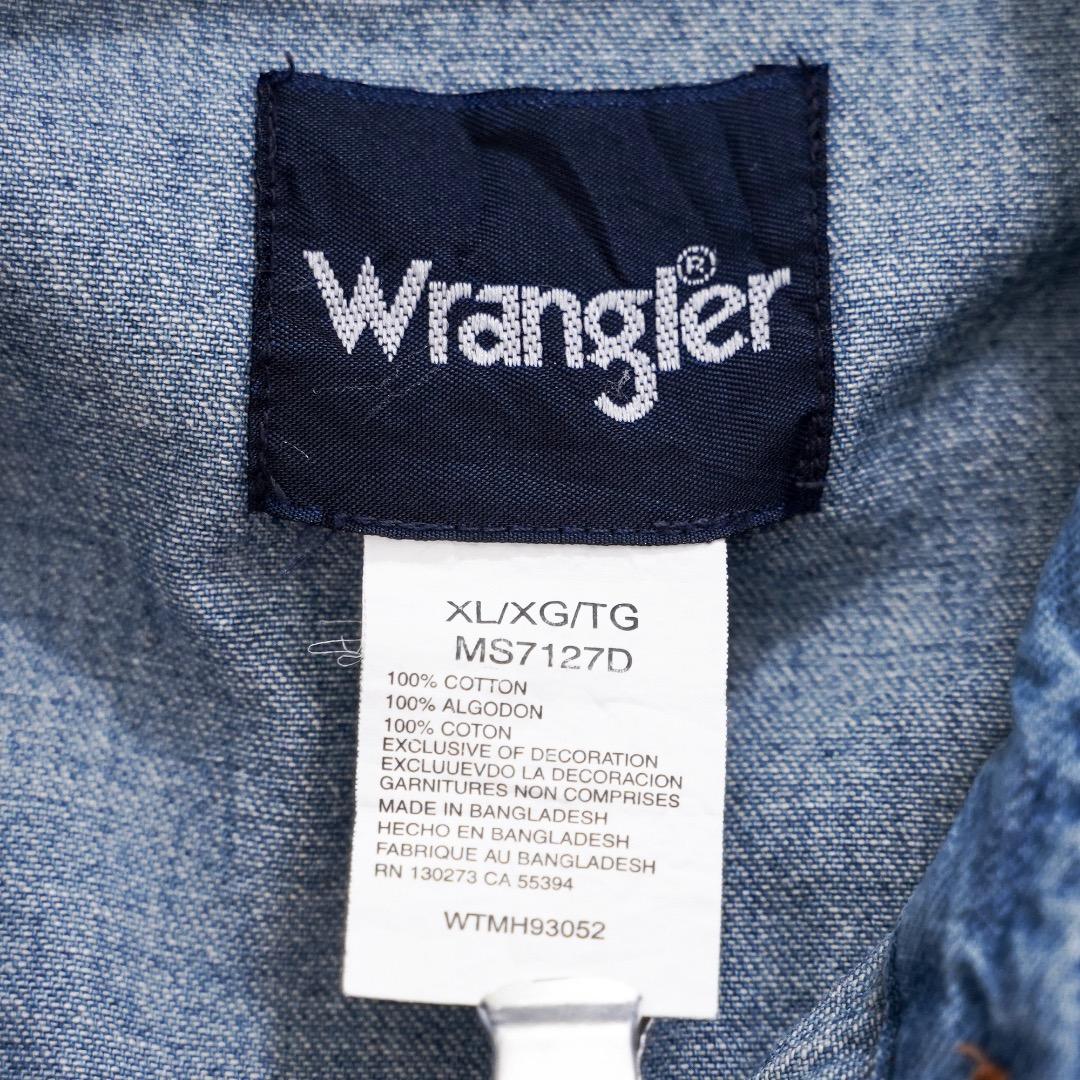 Wrangler®
XL/XG/TG
MS7127D
100% COTTON
100% ALGODON
100% COTON
EXCLUSIVE OF DECORATION
EXCLUUEVDO LA DECORACION
GARNITURES NON COMPRISES
MADE IN BANGLADESH
HECHO EN BANGLADESH
FABRIQUE AU BANGLADESH
RN 130273 CA 55394
WTMH93052